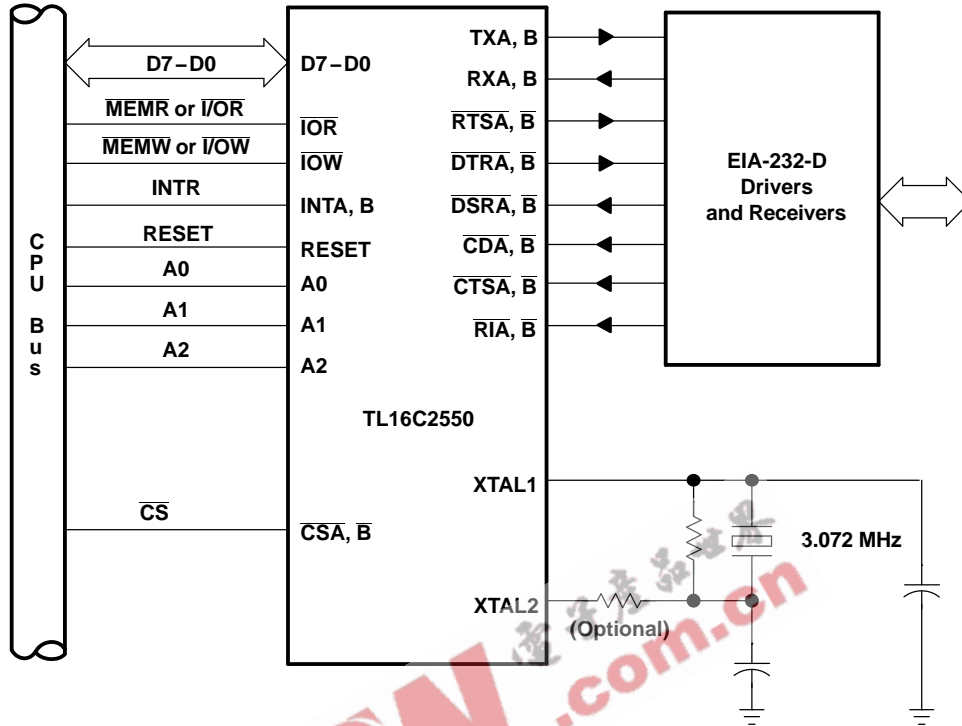 CPU Bus
D7–D0
MEMR or I/OR
MEMW or I/OW
INTR
RESET
A0
A1
A2
CS
D7–D0
IOR
IOW
INTA, B
RESET
A0
A1
A2
CSA, B
TL16C2550
TXA, B
RXA, B
RTSA, B
DTRA, B
DSRA, B
CDA, B
CTSA, B
RIA, B
XTAL1
XTAL2
EIA-232-D
Drivers
and Receivers
3.072 MHz
(Optional)
.com.cn